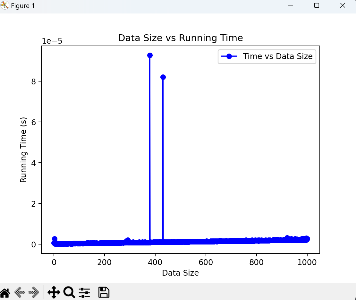 Figure 1
Data Size vs Running Time
1e−5
Time vs Data Size
8
6
4
2
0
Running Time (s)
0 200 400 600 800 1000
Data Size